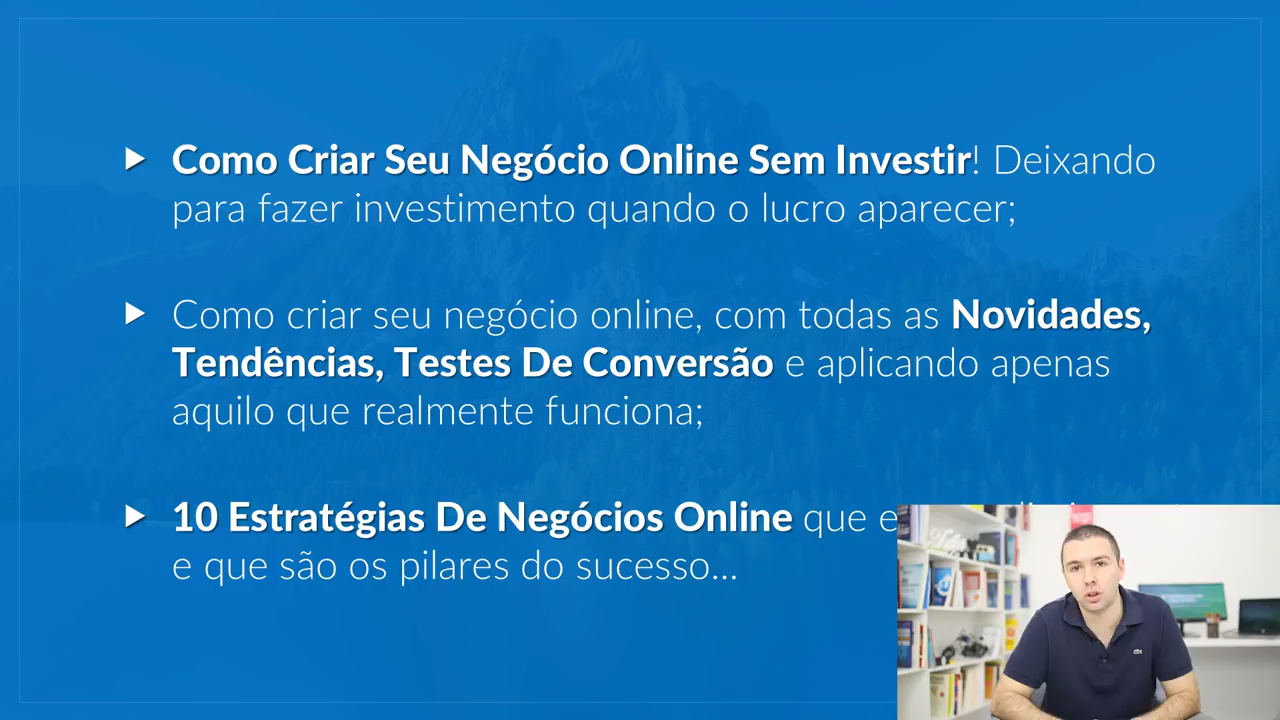 Como Criar Seu Negócio Online Sem Investir! Deixando
para fazer investimento quando o lucro aparecer;
Como criar seu negócio online, com todas as Novidades,
Tendências, Testes De Conversão e aplicando apenas
aquilo que realmente funciona;
10 Estratégias De Negócios Online que
e que são os pilares do sucesso...